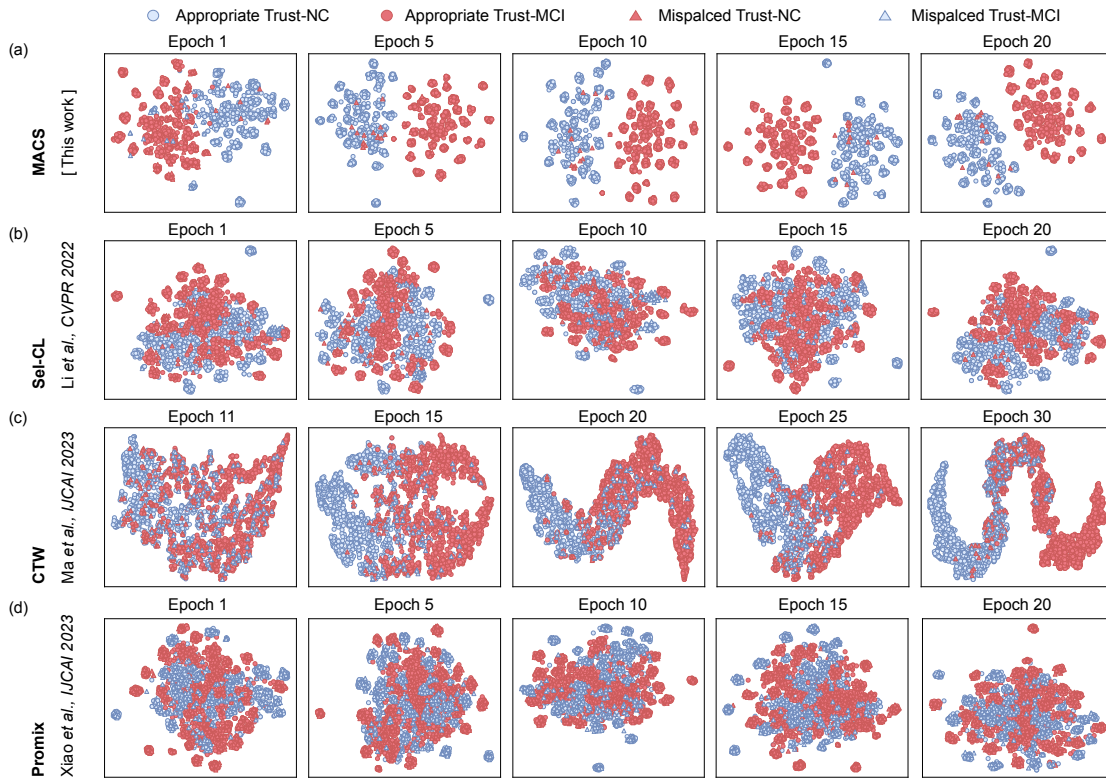 Appropriate Trust-NC Appropriate Trust-MCI Mispalced Trust-NC Mispalced Trust-MCI
(a) Epoch 1 Epoch 5 Epoch 10 Epoch 15 Epoch 20
MACS
[ This work ]
(b) Epoch 1 Epoch 5 Epoch 10 Epoch 15 Epoch 20
Sel-CL
Li et al., CVPR 2022
(c) Epoch 11 Epoch 15 Epoch 20 Epoch 25 Epoch 30
CTW
Ma et al., IJCAI 2023
(d) Epoch 1 Epoch 5 Epoch 10 Epoch 15 Epoch 20
Promix
Xiao et al., IJCAI 2023